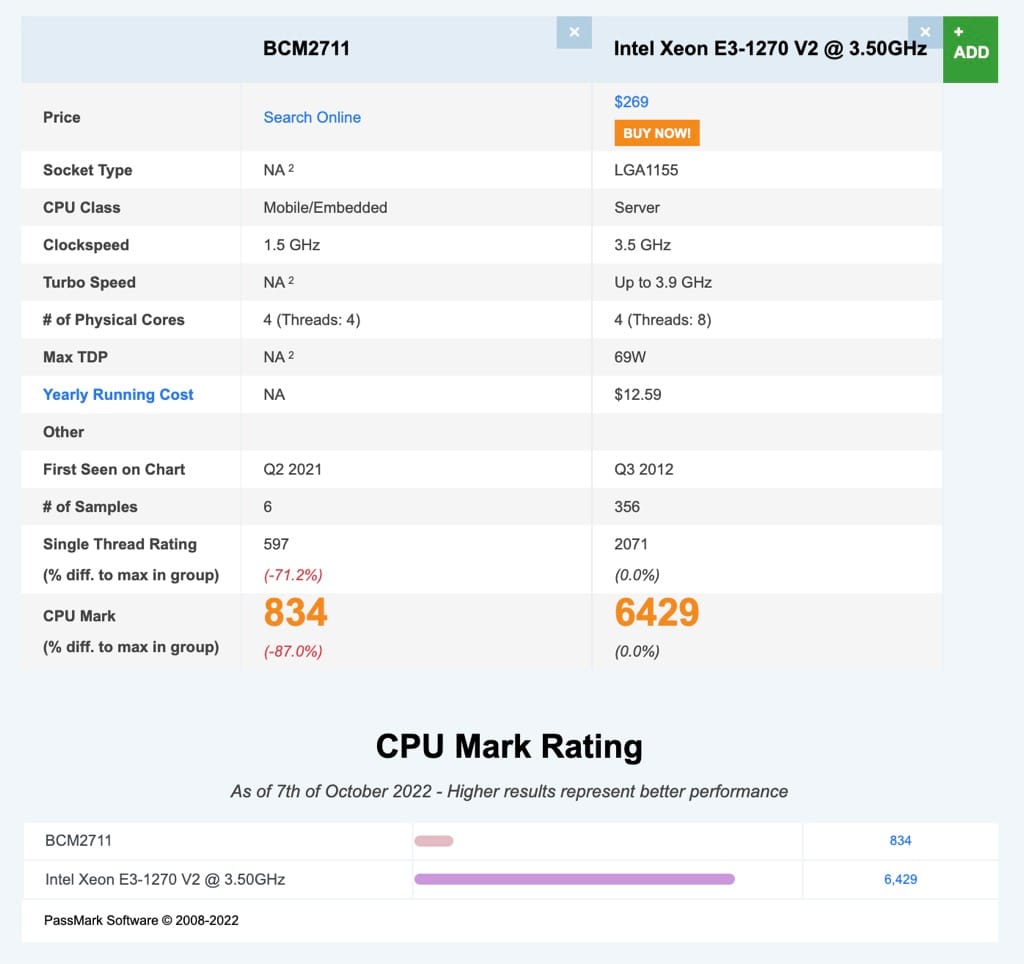 BCM2711 × Intel Xeon E3-1270 V2 @ 3.50GHz × + ADD
Price Search Online $269
BUY NOW!
Socket Type NA 2 LGA1155
CPU Class Mobile/Embedded Server
Clockspeed 1.5 GHz 3.5 GHz
Turbo Speed NA 2 Up to 3.9 GHz
# of Physical Cores 4 (Threads: 4) 4 (Threads: 8)
Max TDP NA 2 69W
Yearly Running Cost NA $12.59
Other
First Seen on Chart Q2 2021 Q3 2012
# of Samples 6 356
Single Thread Rating 597 2071
(% diff. to max in group) (-71.2%) (0.0%)
CPU Mark 834 6429
(% diff. to max in group) (-87.0%) (0.0%)
CPU Mark Rating
As of 7th of October 2022 - Higher results represent better performance
BCM2711 834
Intel Xeon E3-1270 V2 @ 3.50GHz 6,429
PassMark Software © 2008-2022